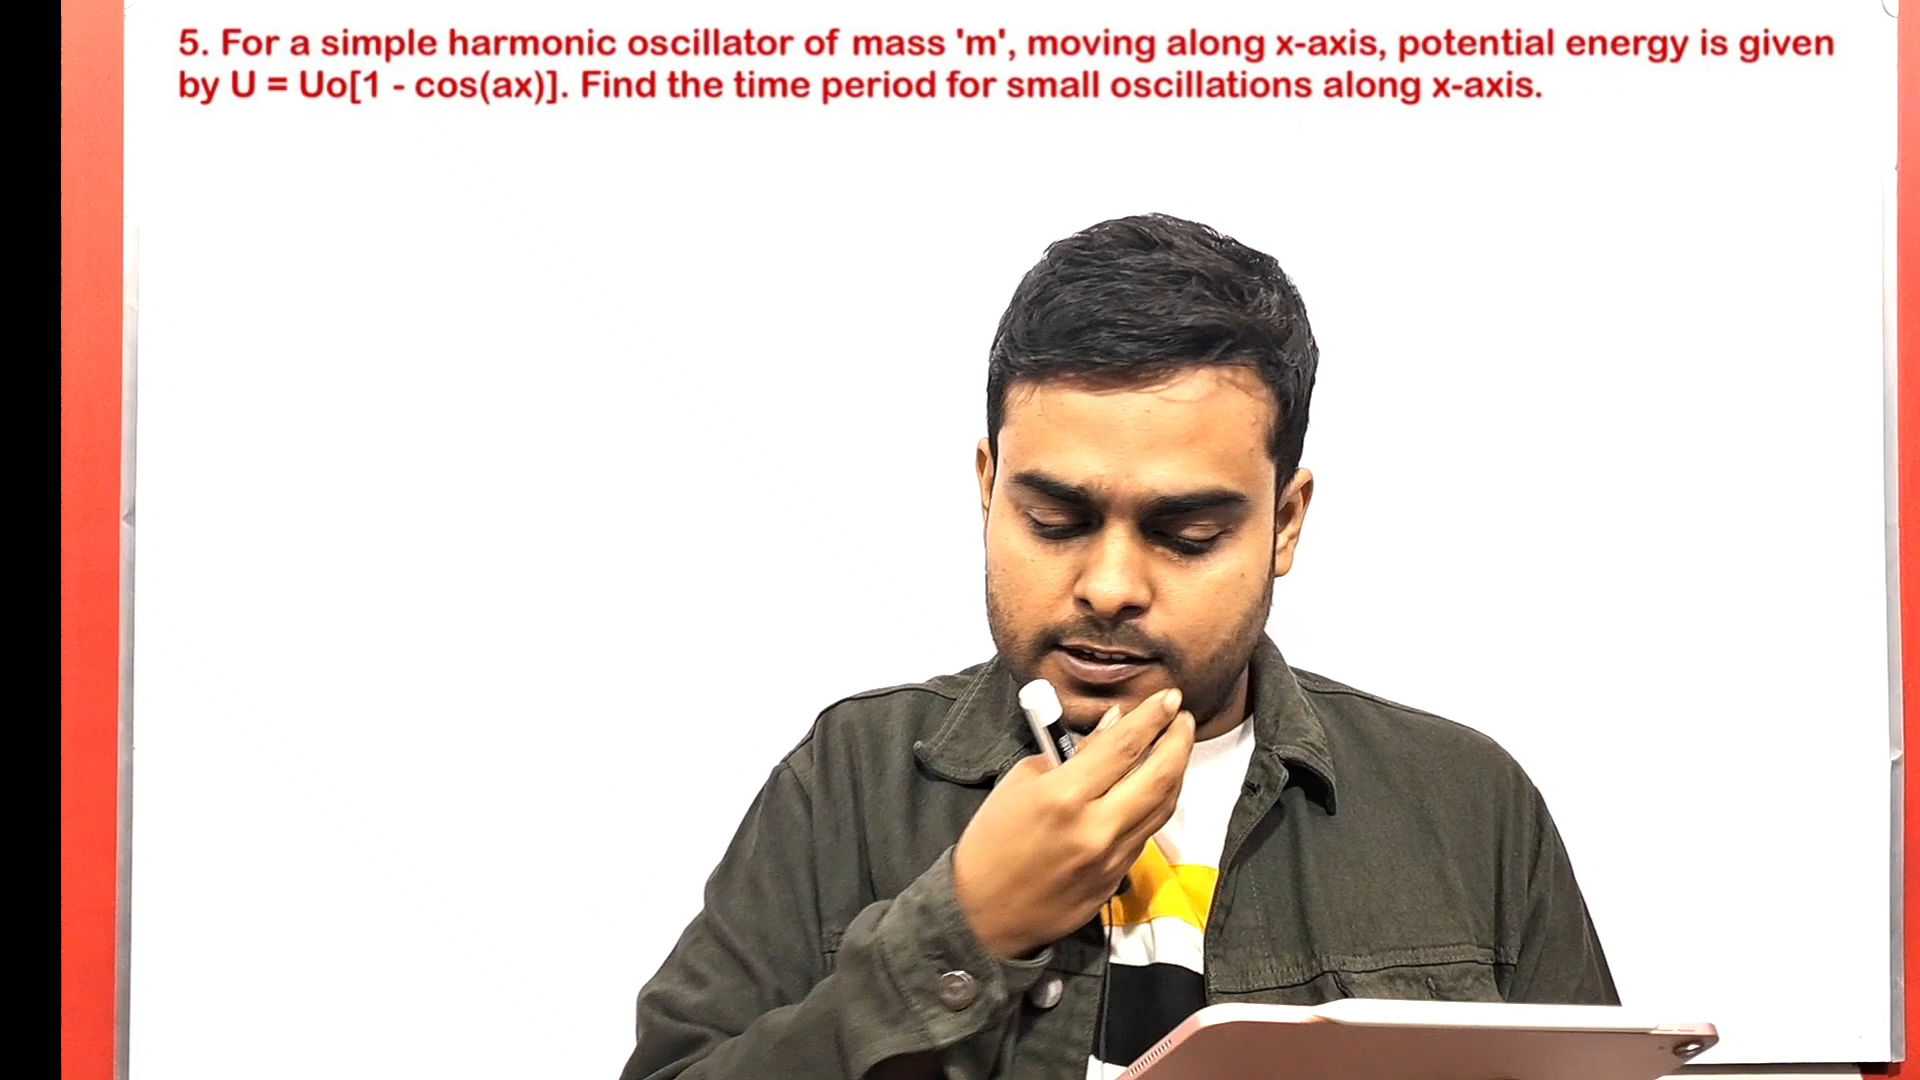 5. For a simple harmonic oscillator of mass 'm', moving along x-axis, potential energy is given
by U = Uo[1 - cos(ax)]. Find the time period for small oscillations along x-axis.